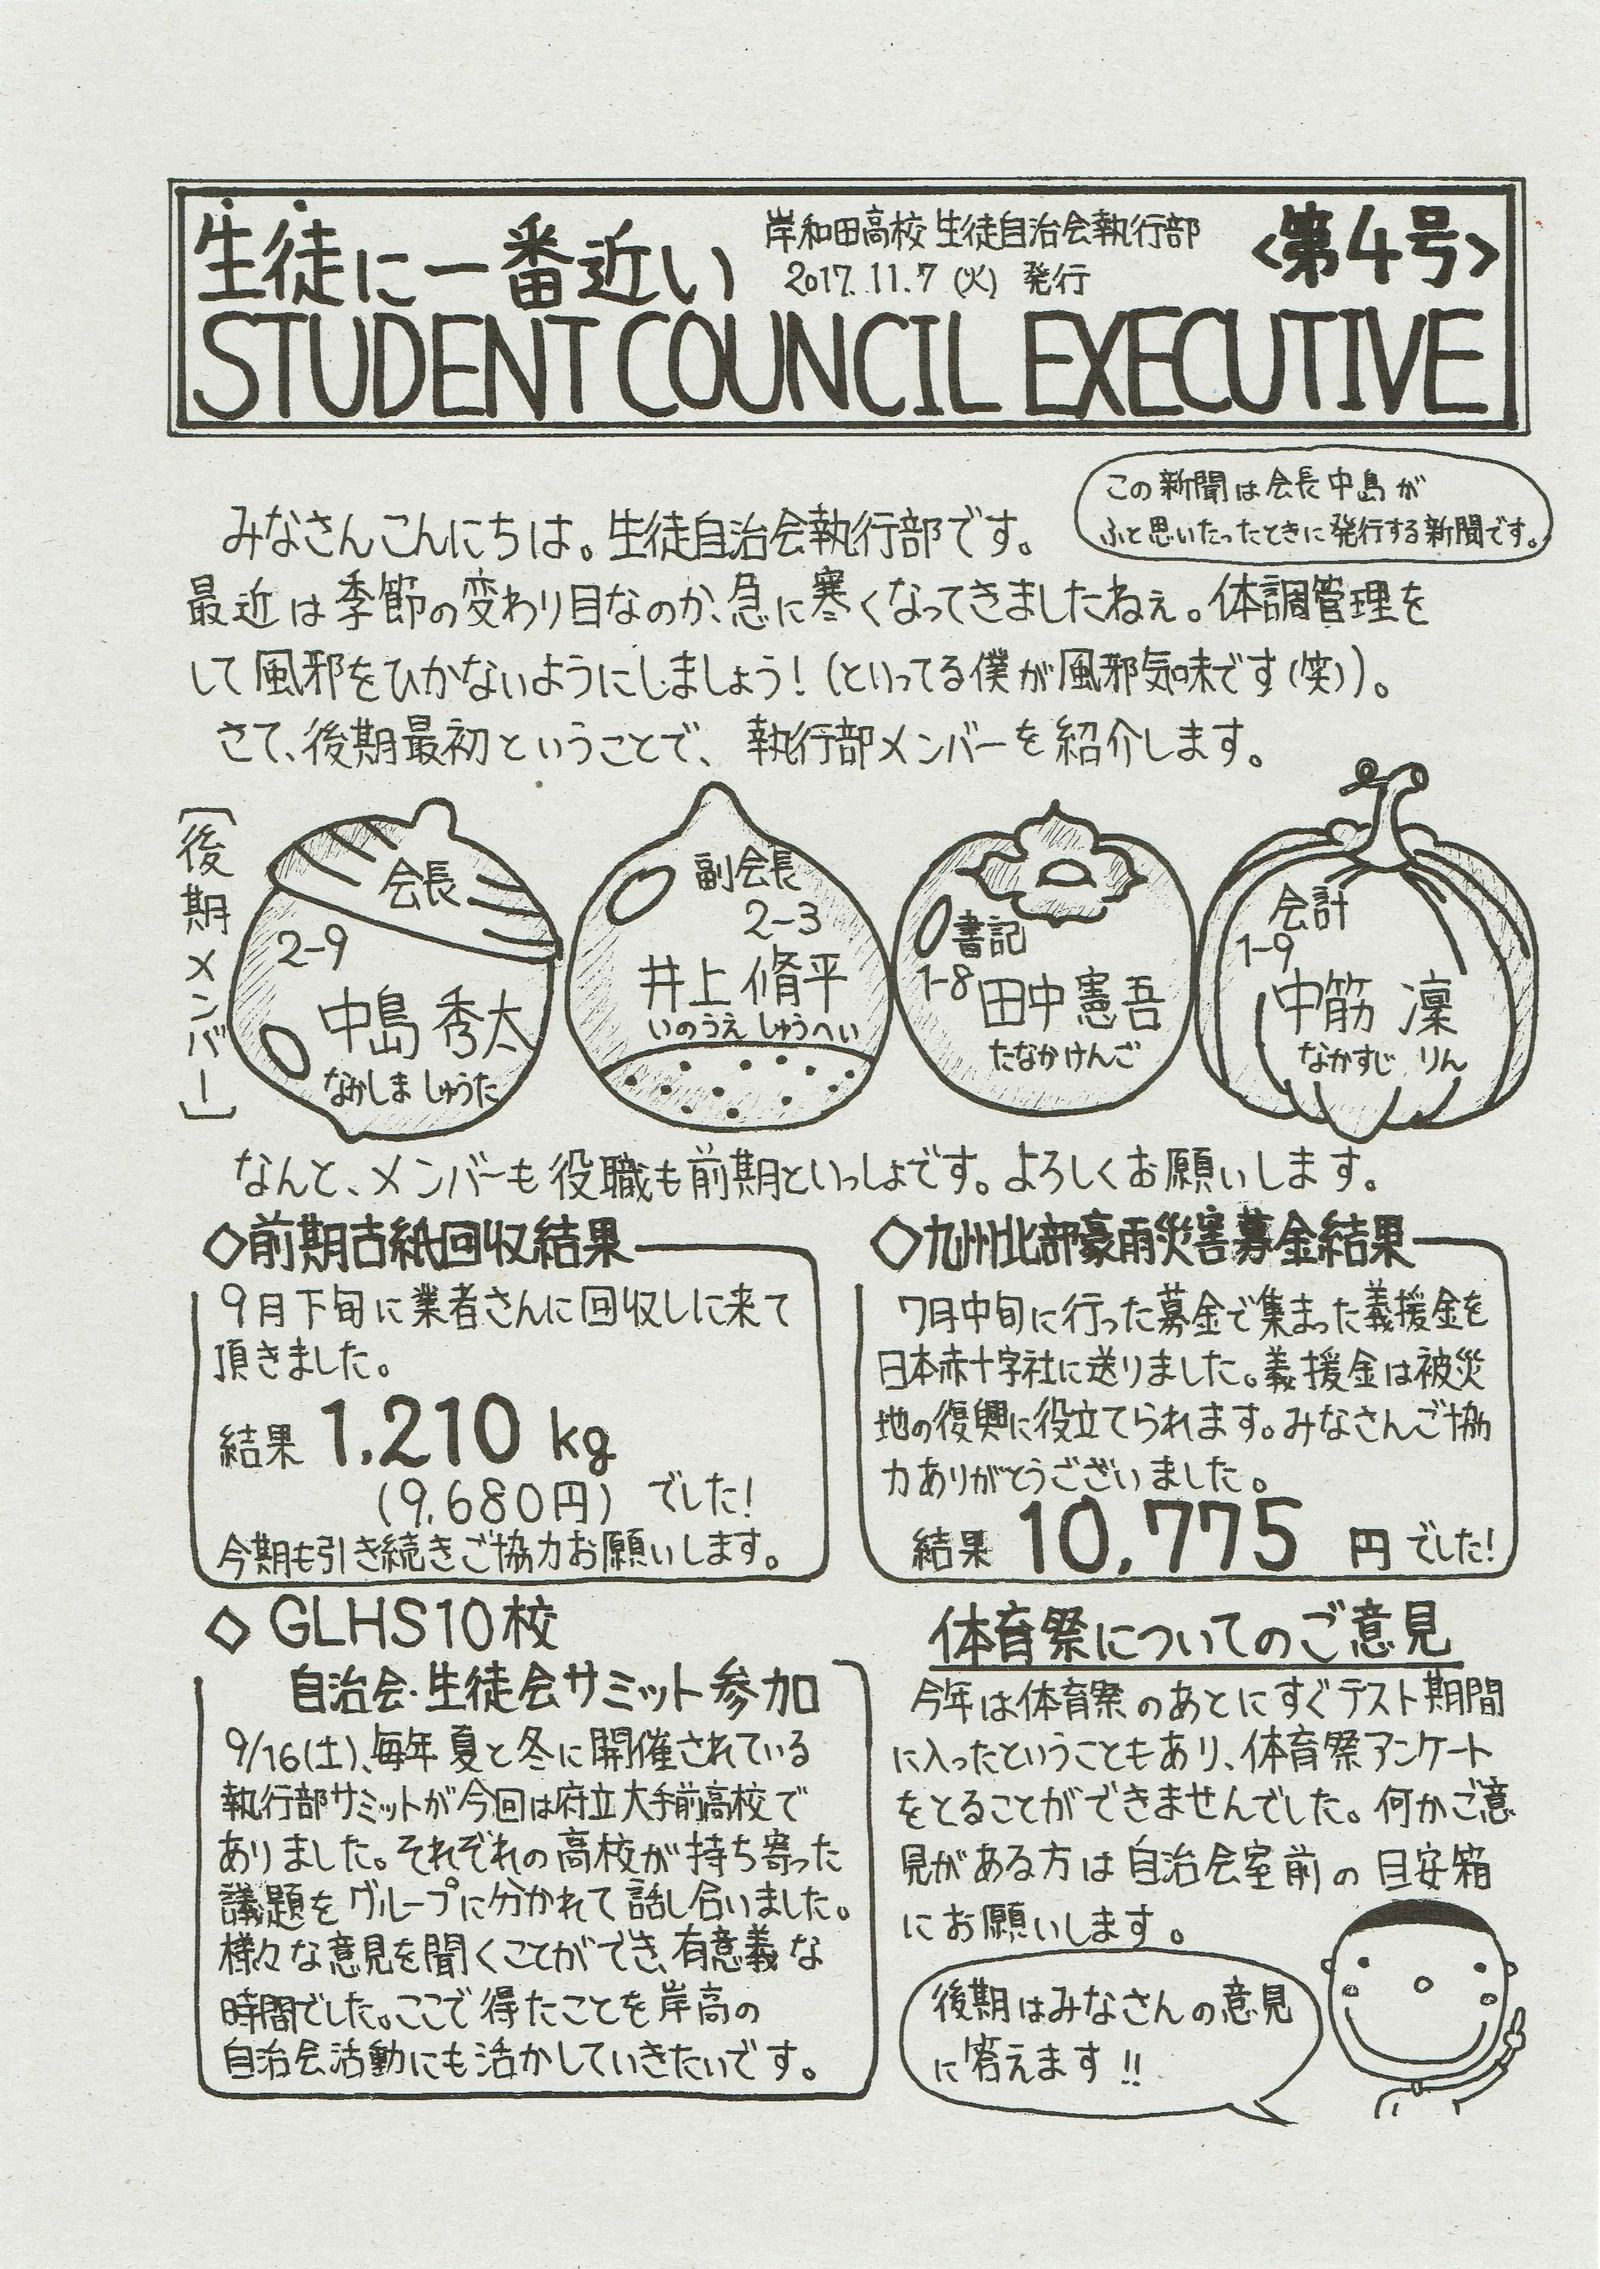 生徒に一番近い
岸和田高校 生徒自治会執行部
2017.11.7(火) 発行
<第4号>
STUDENT COUNCIL EXECUTIVE
この新聞は会長中島が
ふと思いたったときに発行する新聞です。
みなさんこんにちは。生徒自治会執行部です。
最近は季節の変わり目なのか、急に寒くなってきましたねぇ。体調管理を
して風邪をひかないようにしましょう!(といってる僕が風邪気味です(笑))。
さて、後期最初ということで、執行部メンバーを紹介します。
〔後期メンバー〕
会長
2-9
中島 秀太
なかしま しゅうた
副会長
2-3
井上 脩平
いのうえ しゅうへい
書記
1-8 田中憲吾
たなかけんご
会計
1-9
中筋 凜
なかすじ りん
なんと、メンバーも役職も前期といっしょです。よろしくお願いします。
◇前期古紙回収結果
9月下旬に業者さんに回収しに来て
頂きました。
結果 1,210 kg
(9,680円) でした!
今期も引き続きご協力お願いします。
◇九州北部豪雨災害募金結果
7月中旬に行った募金で集まった義援金を
日本赤十字社に送りました。義援金は被災
地の復興に役立てられます。みなさんご協
力ありがとうございました。
結果 10,775 円でした!
◇ GLHS10校
自治会・生徒会サミット参加
9/16(土)、毎年夏と冬に開催されている
執行部サミットが今回は府立大手前高校で
ありました。それぞれの高校が持ち寄った
議題をグループに分かれて話し合いました。
様々な意見を聞くことができ、有意義な
時間でした。ここで得たことを岸高の
自治会活動にも活かしていきたいです。
体育祭についてのご意見
今年は体育祭のあとにすぐテスト期間
に入ったということもあり、体育祭アンケート
をとることができませんでした。何かご意
見がある方は自治会室前の目安箱
にお願いします。
後期はみなさんの意見
に答えます!!